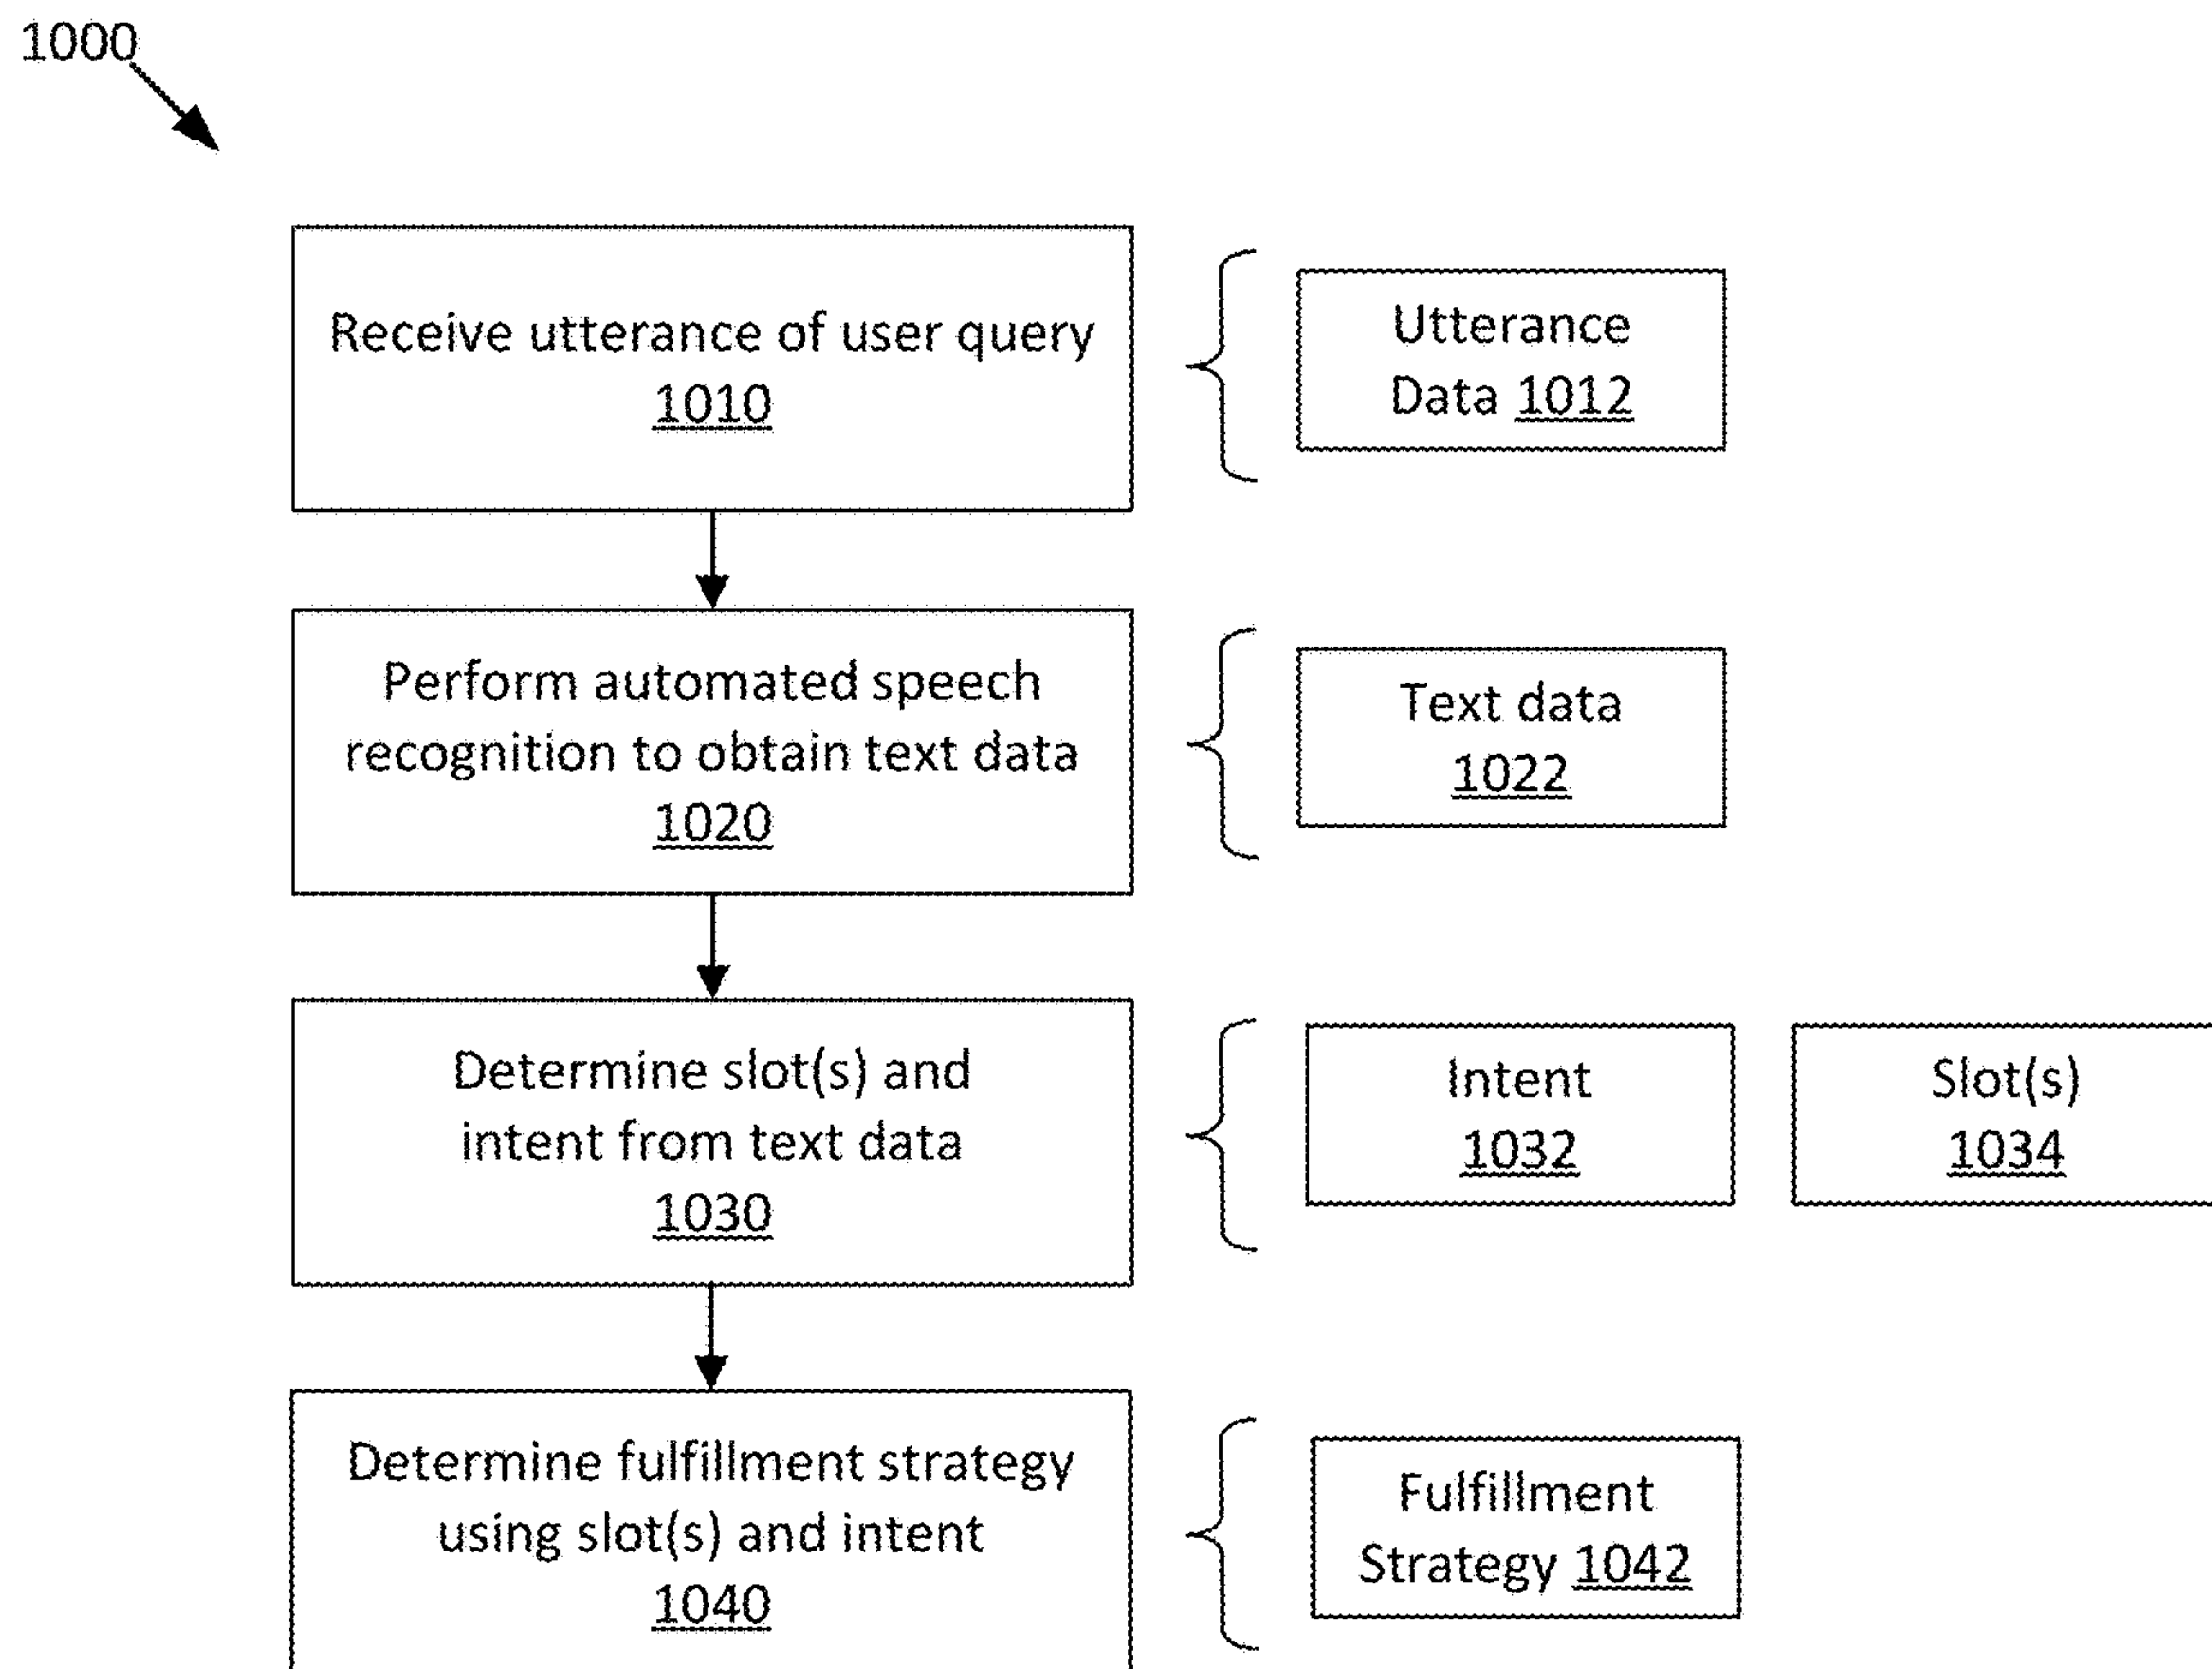 1000
Receive utterance of user query
1010
Utterance
Data 1012
Perform automated speech
recognition to obtain text data
1020
Text data
1022
Determine slot(s) and
intent from text data
1030
Intent
1032
Slot(s)
1034
Determine fulfillment strategy
using slot(s) and intent
1040
Fulfillment
Strategy 1042